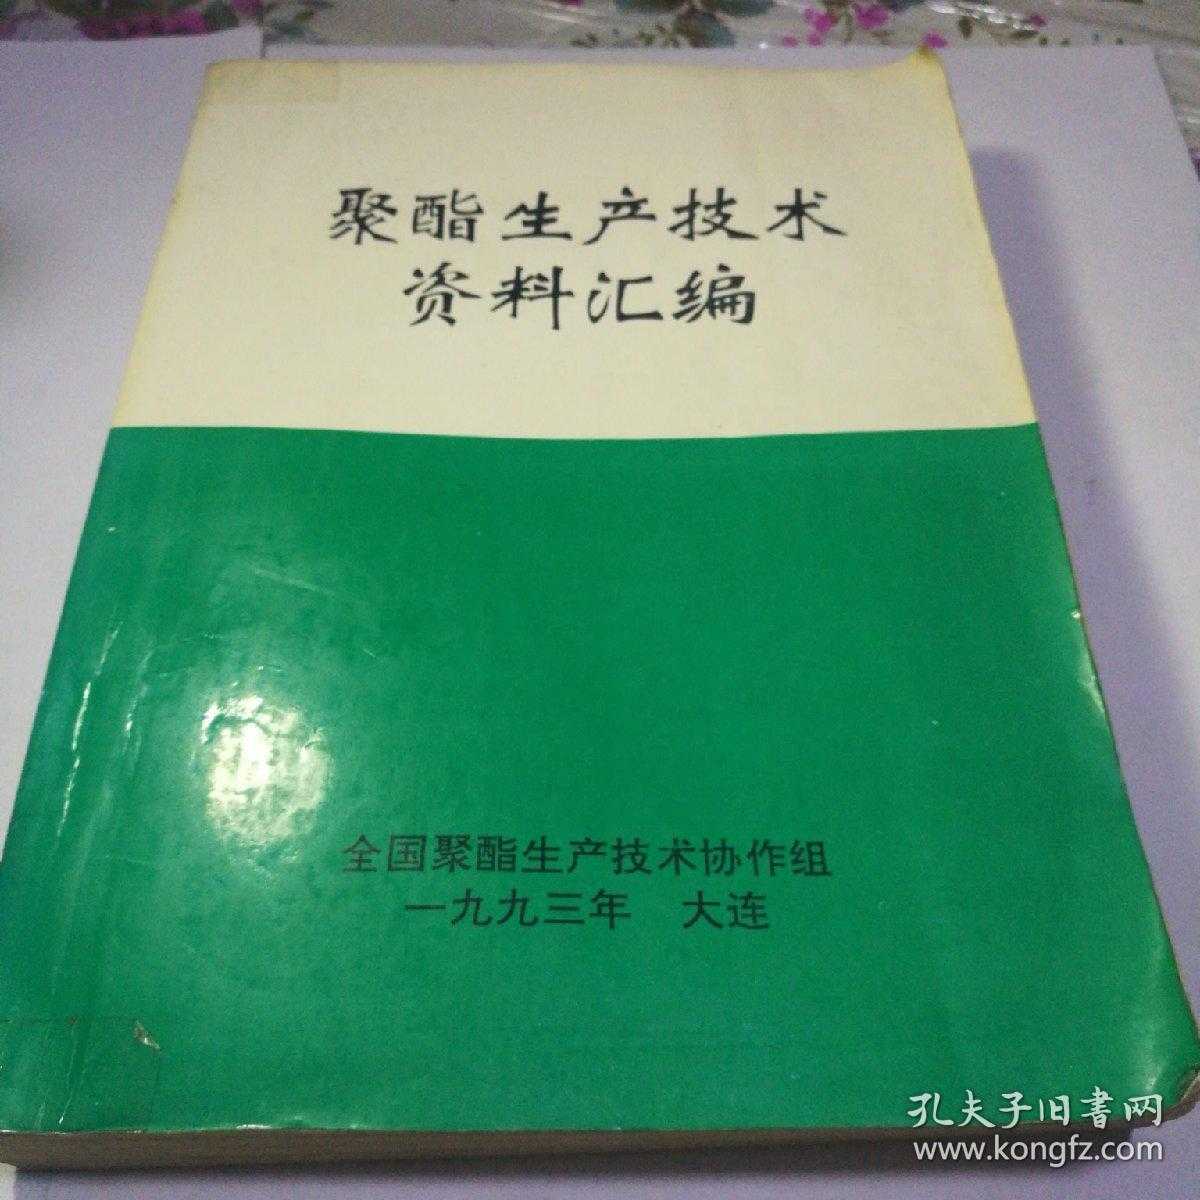 聚酯生产技术
资料汇编
全国聚酯生产技术协作组
一九九三年 大连
孔夫子旧书网
www.kongfz.com